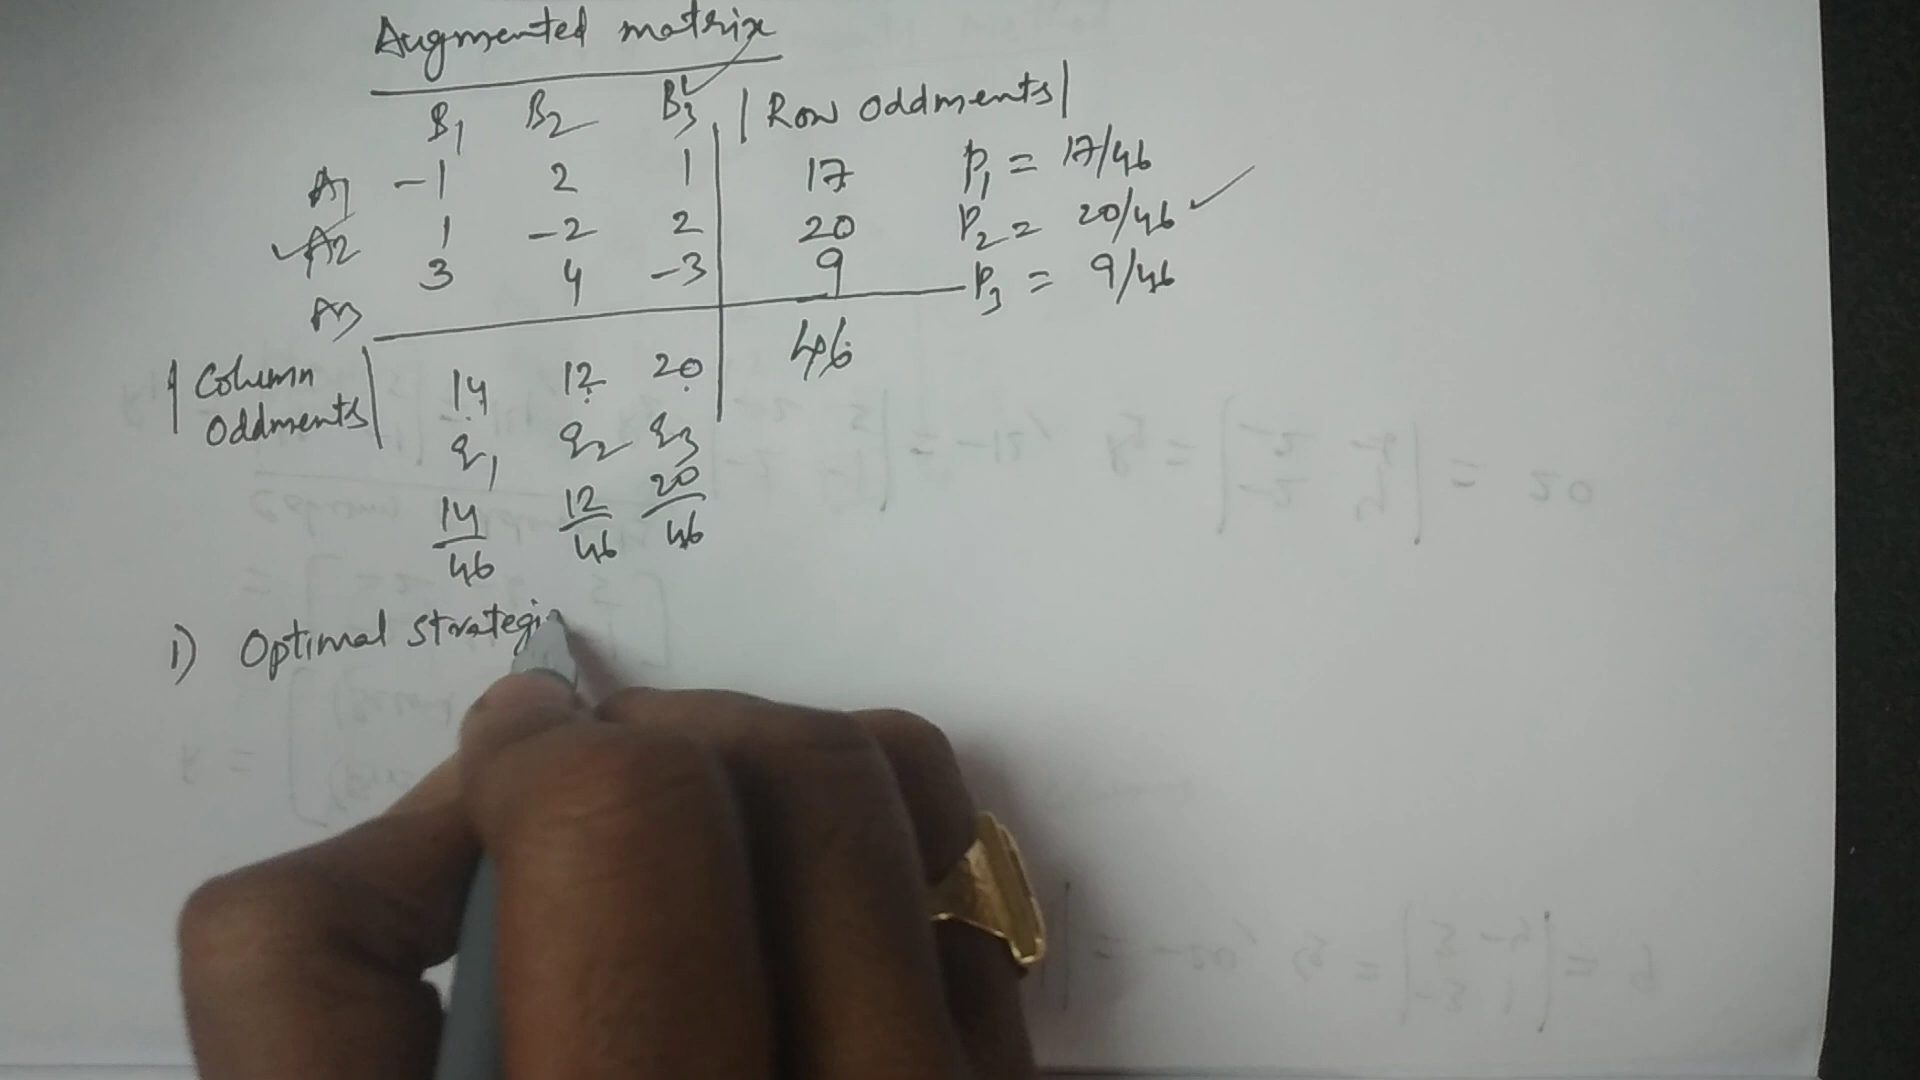 Augmented matrix
B1 B2 B3 | Row oddments |
A1 -1 2 1 17 P1 = 17/46
A2 1 -2 2 20 P2 = 20/46
A3 3 4 -3 9 P3 = 9/46
46
| Column oddments | 14 12 20
q1 q2 q3
14/46 12/46 20/46
1) Optimal strategi